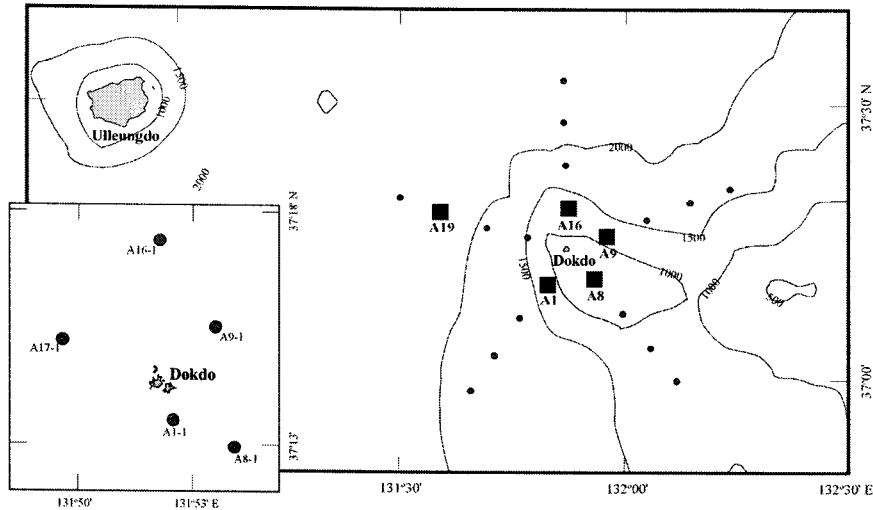 1500
1000
Ulleungdo
2000
2000
37°30' N
A19
A16
A9
1500
Dokdo
1500
1000
1000
500
A1
A8
37°00'
131°30'
132°00'
132°30' E
37°18' N
A16-1
A9-1
A17-1
Dokdo
A1-1
A8-1
37°13'
131°50'
131°53' E